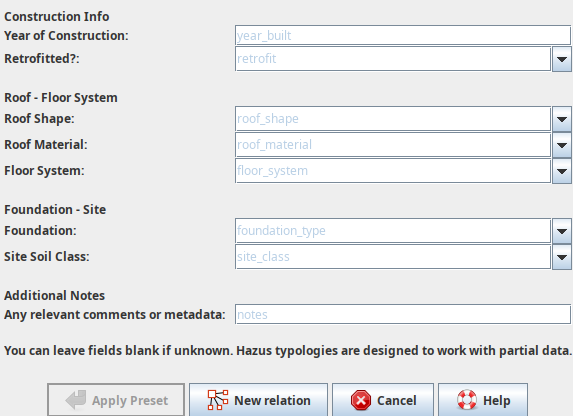 Construction Info
Year of Construction: year_built
Retrofitted?: retrofit
Roof - Floor System
Roof Shape: roof_shape
Roof Material: roof_material
Floor System: floor_system
Foundation - Site
Foundation: foundation_type
Site Soil Class: site_class
Additional Notes
Any relevant comments or metadata: notes
You can leave fields blank if unknown. Hazus typologies are designed to work with partial data.
Apply Preset New relation Cancel Help